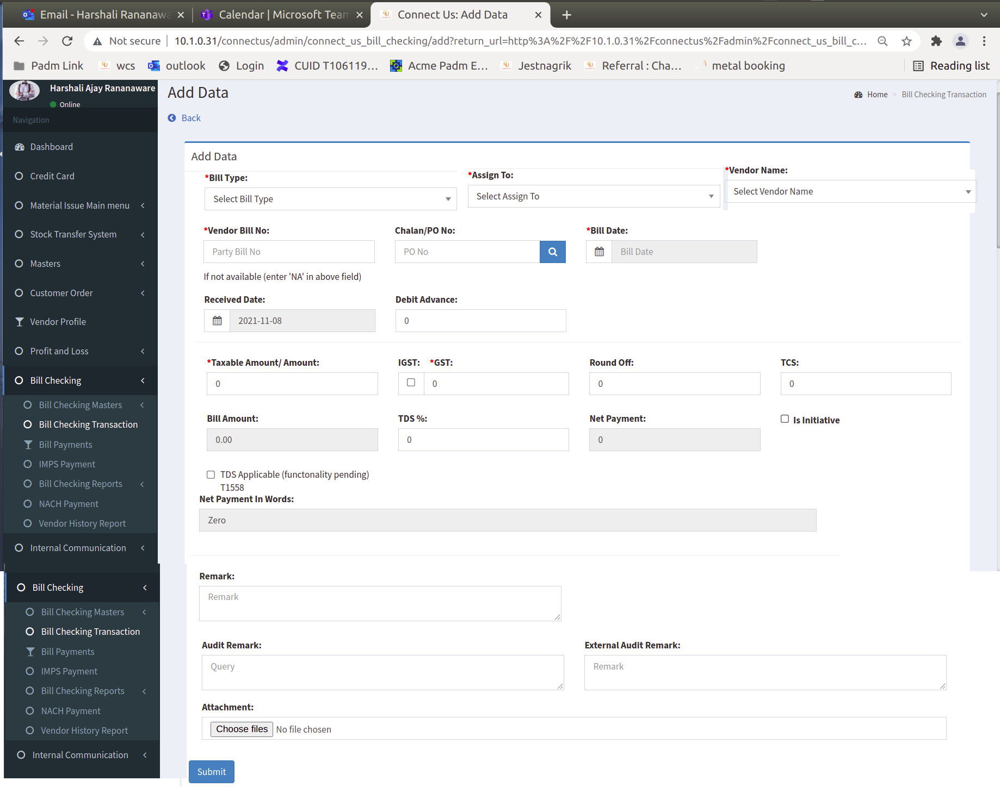 Email - Harshali Rananawa
Calendar | Microsoft Team
Connect Us: Add Data
Not secure
10.1.0.31/connectus/admin/connect_us_bill_checking/add?return_url=http%3A%2F%2F10.1.0.31%2Fconnectus%2Fadmin%2Fconnect_us_bill_c...
Padm Link wcs outlook Login CUID T106119... Acme Padm E... Jestnagrik Referral : Cha... metal booking Reading list
Harshali Ajay Rananaware
Online
Navigation
Dashboard
Credit Card
Material Issue Main menu
Stock Transfer System
Masters
Customer Order
Vendor Profile
Profit and Loss
Bill Checking
Bill Checking Masters
Bill Checking Transaction
Bill Payments
IMPS Payment
Bill Checking Reports
NACH Payment
Vendor History Report
Internal Communication
Bill Checking
Bill Checking Masters
Bill Checking Transaction
Bill Payments
IMPS Payment
Bill Checking Reports
NACH Payment
Vendor History Report
Internal Communication
Add Data
Home > Bill Checking Transaction
Back
Add Data
*Bill Type: *Assign To: *Vendor Name:
Select Bill Type Select Assign To Select Vendor Name
*Vendor Bill No: Chalan/PO No: *Bill Date:
Party Bill No PO No Bill Date
If not available (enter 'NA' in above field)
Received Date: Debit Advance:
2021-11-08 0
*Taxable Amount/ Amount: IGST: *GST: Round Off: TCS:
0 0 0 0
Bill Amount: TDS %: Net Payment: Is Initiative
0.00 0 0
TDS Applicable (functonality pending)
T1558
Net Payment In Words:
Zero
Remark:
Remark
Audit Remark: External Audit Remark:
Query Remark
Attachment:
Choose files No file chosen
Submit